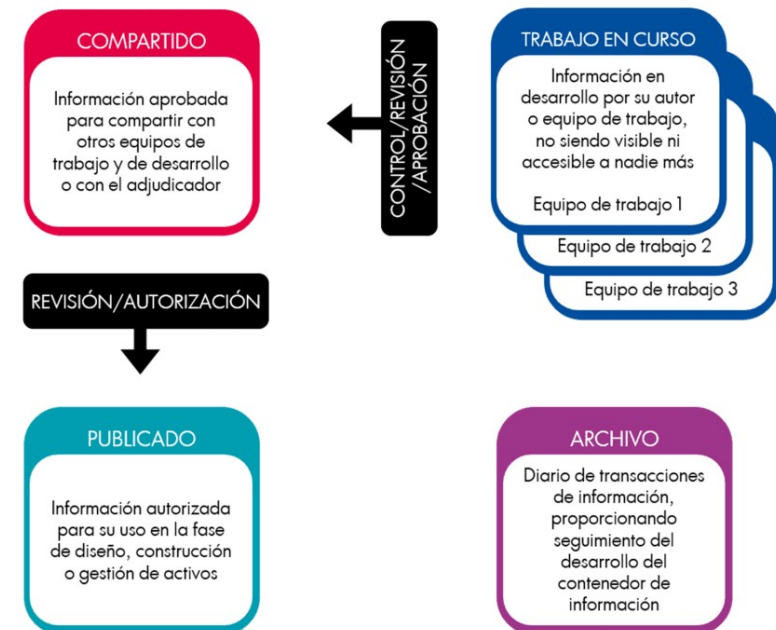 COMPARTIDO
Información aprobada
para compartir con
otros equipos de
trabajo y de desarrollo
o con el adjudicador
CONTROL/REVISIÓN
/APROBACIÓN
TRABAJO EN CURSO
Información en
desarrollo por su autor
o equipo de trabajo,
no siendo visible ni
accesible a nadie más
Equipo de trabajo 1
Equipo de trabajo 2
Equipo de trabajo 3
REVISIÓN/AUTORIZACIÓN
PUBLICADO
Información autorizada
para su uso en la fase
de diseño, construcción
o gestión de activos
ARCHIVO
Diario de transacciones
de información,
proporcionando
seguimiento del
desarrollo del
contenedor de
información